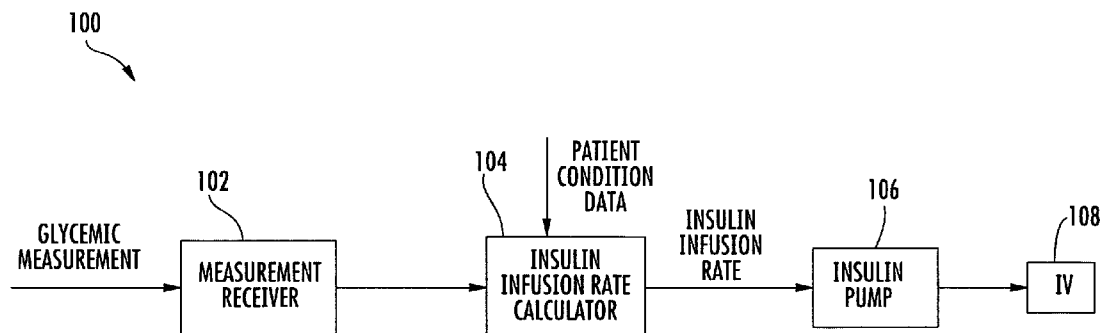 100
102
104
PATIENT
CONDITION
DATA
106
108
GLYCEMIC
MEASUREMENT
MEASUREMENT
RECEIVER
INSULIN
INFUSION RATE
CALCULATOR
INSULIN
INFUSION
RATE
INSULIN
PUMP
IV